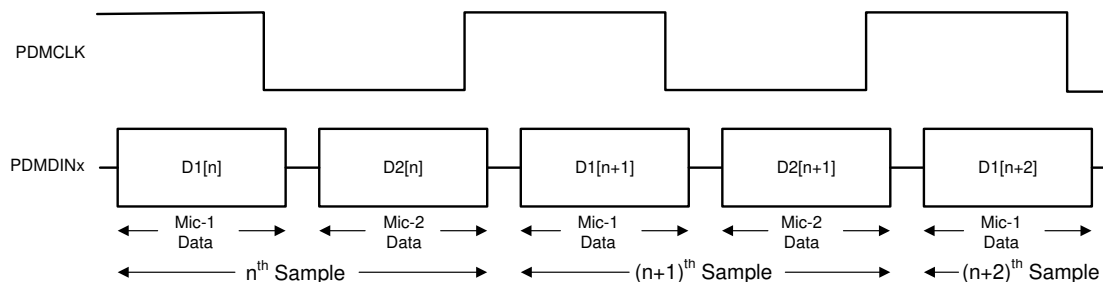 PDMCLK
PDMDINx
D1[n]
D2[n]
D1[n+1]
D2[n+1]
D1[n+2]
Mic-1
Data
Mic-2
Data
Mic-1
Data
Mic-2
Data
Mic-1
Data
nth Sample
(n+1)th Sample
(n+2)th Sample